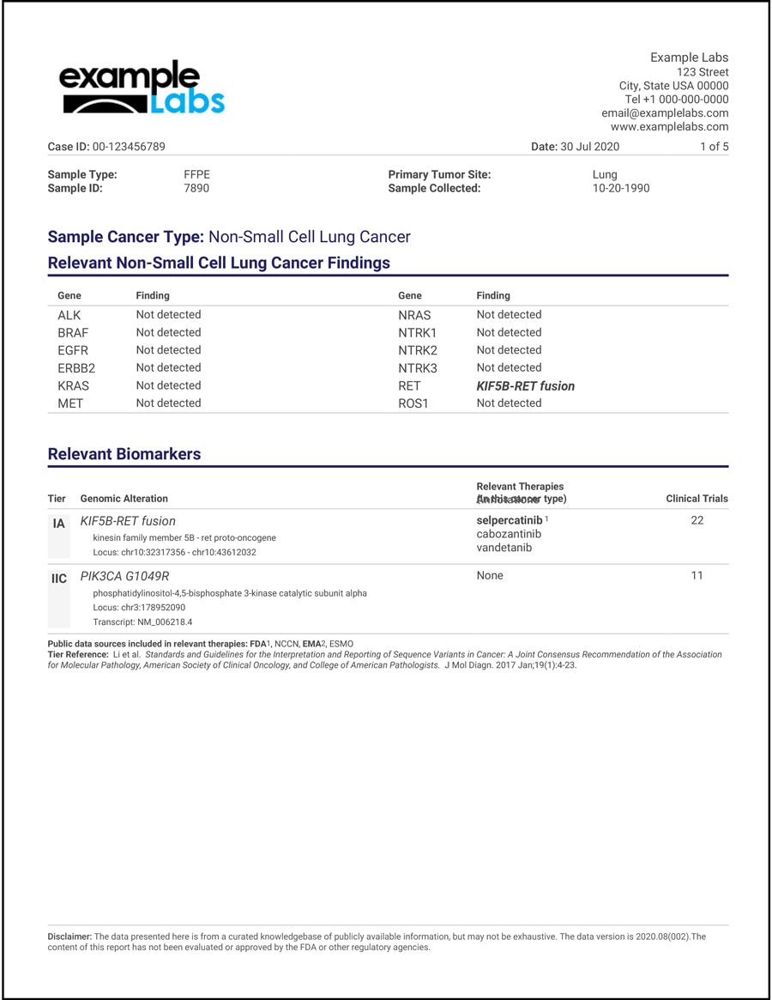 example
Labs
Example Labs
123 Street
City, State USA 00000
Tel +1 000-000-0000
email@examplelabs.com
www.examplelabs.com
Case ID: 00-123456789 Date: 30 Jul 2020 1 of 5
Sample Type: FFPE Primary Tumor Site: Lung
Sample ID: 7890 Sample Collected: 10-20-1990
Sample Cancer Type: Non-Small Cell Lung Cancer
Relevant Non-Small Cell Lung Cancer Findings
Gene Finding Gene Finding
ALK Not detected NRAS Not detected
BRAF Not detected NTRK1 Not detected
EGFR Not detected NTRK2 Not detected
ERBB2 Not detected NTRK3 Not detected
KRAS Not detected RET KIF5B-RET fusion
MET Not detected ROS1 Not detected
Relevant Biomarkers
Relevant Therapies
Tier Genomic Alteration (In this cancer type) Clinical Trials
IA KIF5B-RET fusion selpercatinib 1 22
kinesin family member 5B - ret proto-oncogene cabozantinib
Locus: chr10:32317356 - chr10:43612032 vandetanib
IIC PIK3CA G1049R None 11
phosphatidylinositol-4,5-bisphosphate 3-kinase catalytic subunit alpha
Locus: chr3:178952090
Transcript: NM_006218.4
Public data sources included in relevant therapies: FDA1, NCCN, EMA2, ESMO
Tier Reference: Li et al. Standards and Guidelines for the Interpretation and Reporting of Sequence Variants in Cancer: A Joint Consensus Recommendation of the Association
for Molecular Pathology, American Society of Clinical Oncology, and College of American Pathologists. J Mol Diagn. 2017 Jan;19(1):4-23.
Disclaimer: The data presented here is from a curated knowledgebase of publicly available information, but may not be exhaustive. The data version is 2020.08(002).The
content of this report has not been evaluated or approved by the FDA or other regulatory agencies.